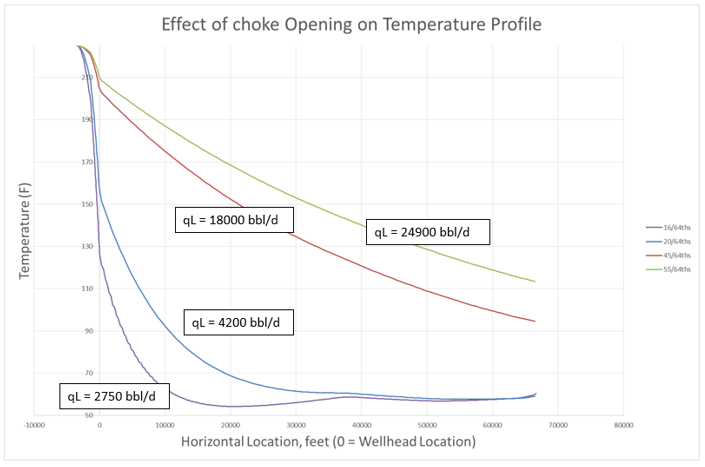 Effect of choke Opening on Temperature Profile
210
190
170
150
130
110
90
70
50
Temperature (F)
qL = 18000 bbl/d
qL = 24900 bbl/d
qL = 4200 bbl/d
qL = 2750 bbl/d
16/64ths
20/64ths
45/64ths
55/64ths
-10000 0 10000 20000 30000 40000 50000 60000 70000 80000
Horizontal Location, feet (0 = Wellhead Location)